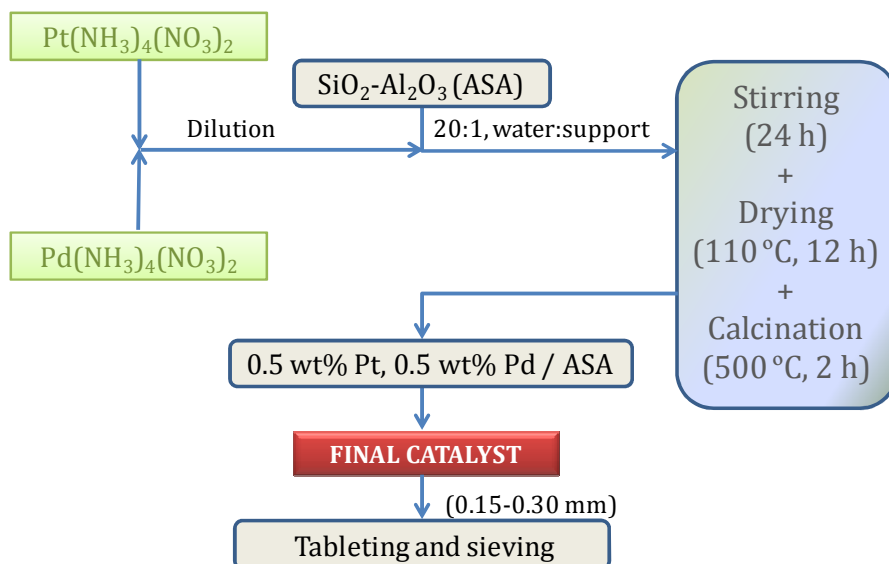 Pt(NH₃)₄(NO₃)₂
SiO₂-Al₂O₃ (ASA)
Dilution
20:1, water:support
Pd(NH₃)₄(NO₃)₂
Stirring
(24 h)
+
Drying
(110 ºC, 12 h)
+
Calcination
(500 ºC, 2 h)
0.5 wt% Pt, 0.5 wt% Pd / ASA
FINAL CATALYST
(0.15-0.30 mm)
Tableting and sieving